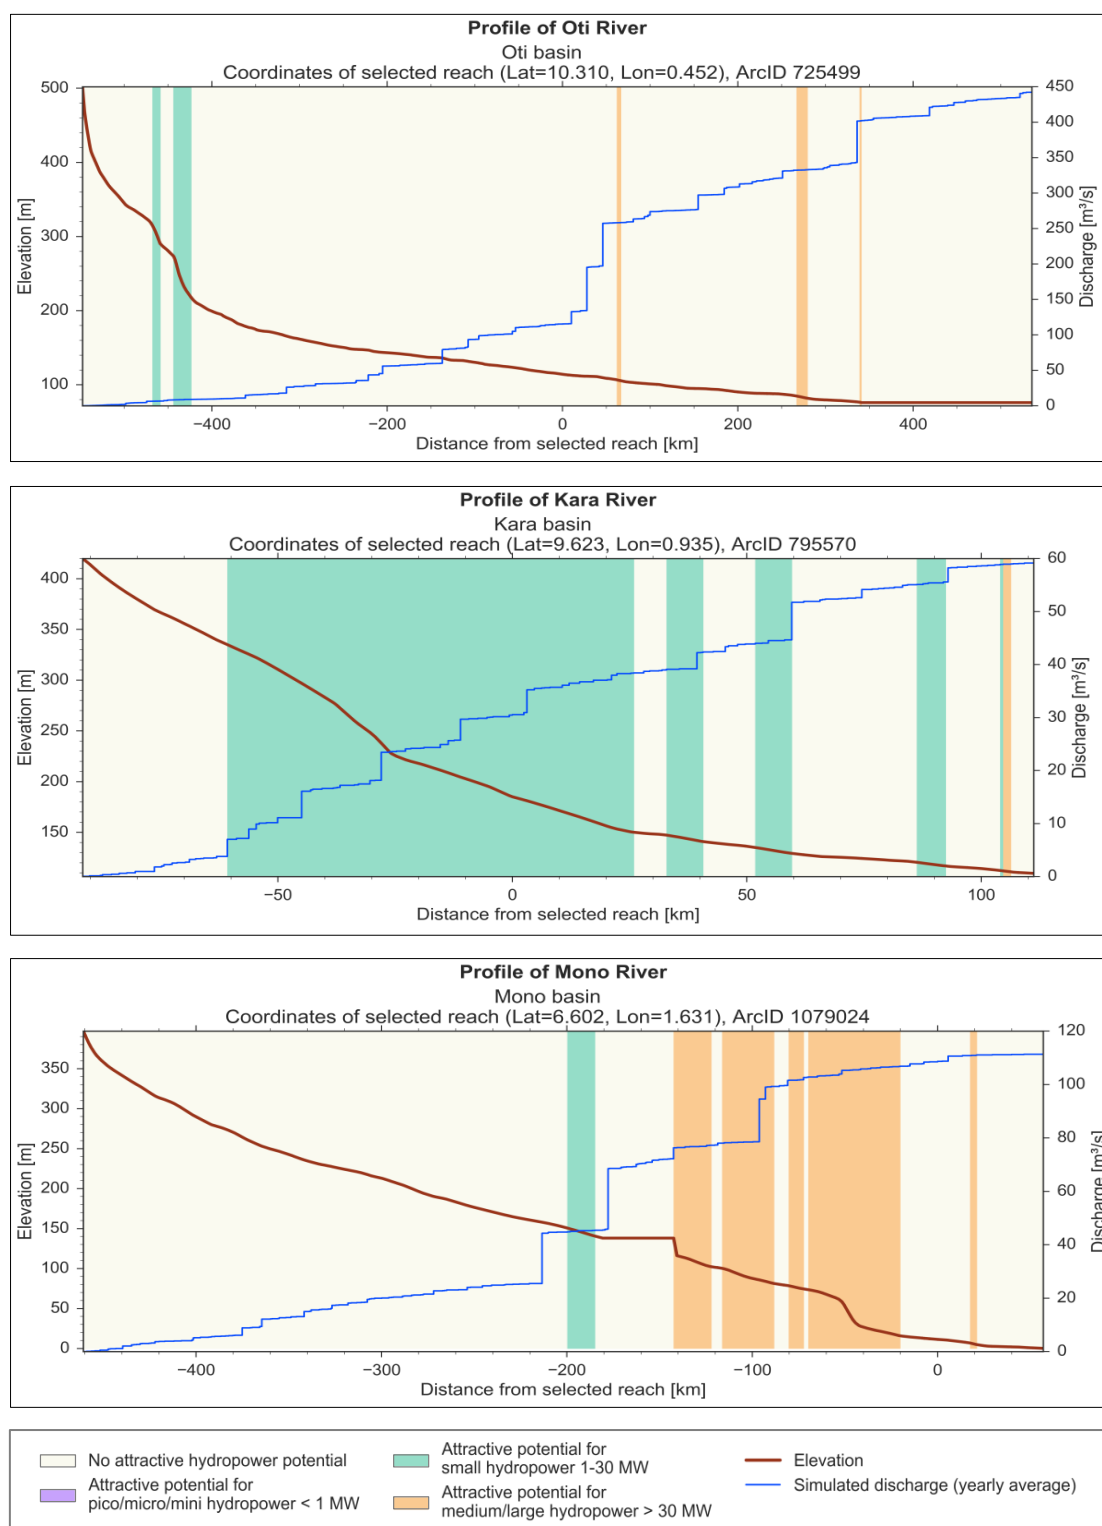 Profile of Oti River
Oti basin
Coordinates of selected reach (Lat=10.310, Lon=0.452), ArcID 725499
500
400
300
200
100
Elevation [m]
450
400
350
300
250
200
150
100
50
0
Discharge [m³/s]
−400
−200
0
200
400
Distance from selected reach [km]
Profile of Kara River
Kara basin
Coordinates of selected reach (Lat=9.623, Lon=0.935), ArcID 795570
400
350
300
250
200
150
Elevation [m]
60
50
40
30
20
10
0
Discharge [m³/s]
−50
0
50
100
Distance from selected reach [km]
Profile of Mono River
Mono basin
Coordinates of selected reach (Lat=6.602, Lon=1.631), ArcID 1079024
350
300
250
200
150
100
50
0
Elevation [m]
120
100
80
60
40
20
0
Discharge [m³/s]
−400
−300
−200
−100
0
Distance from selected reach [km]
No attractive hydropower potential
Attractive potential for
pico/micro/mini hydropower < 1 MW
Attractive potential for
small hydropower 1-30 MW
Attractive potential for
medium/large hydropower > 30 MW
Elevation
Simulated discharge (yearly average)